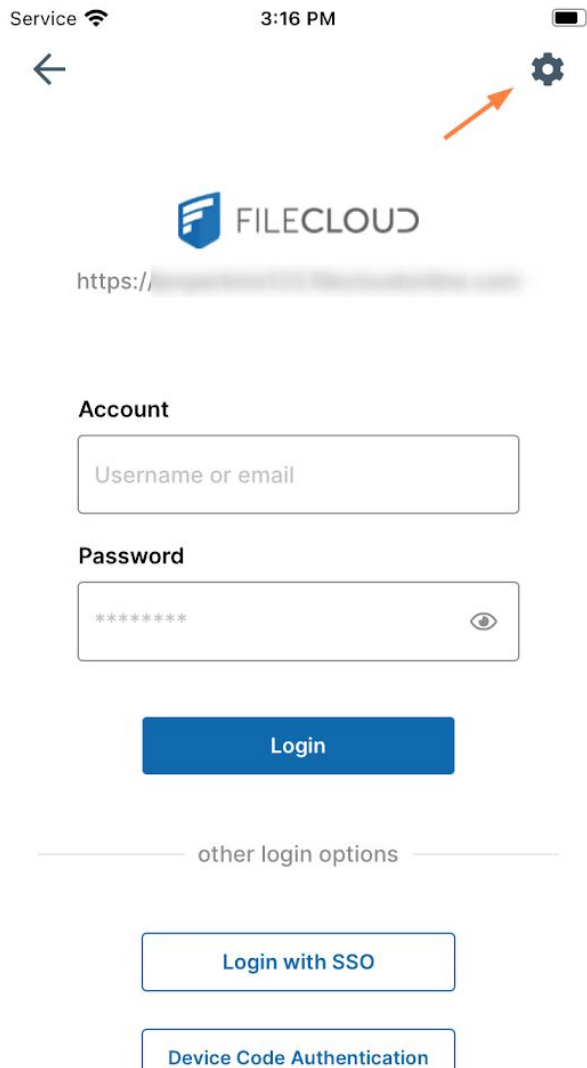 Service 3:16 PM
FILECLOUD
https://
Account
Username or email
Password
********
Login
other login options
Login with SSO
Device Code Authentication